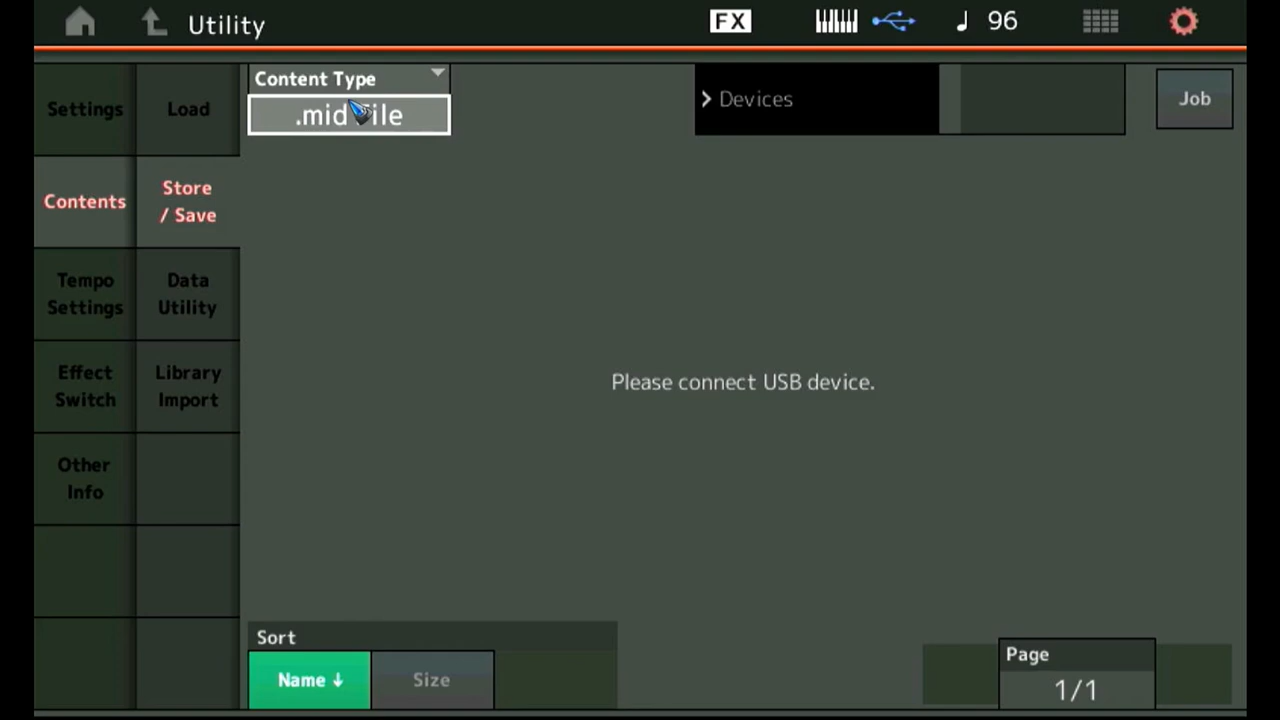 Utility
FX
♩ 96
Settings
Load
Content Type
.mid File
> Devices
Job
Contents
Store
/ Save
Tempo
Settings
Data
Utility
Effect
Switch
Library
Import
Please connect USB device.
Other
Info
Sort
Name ↓
Size
Page
1/1